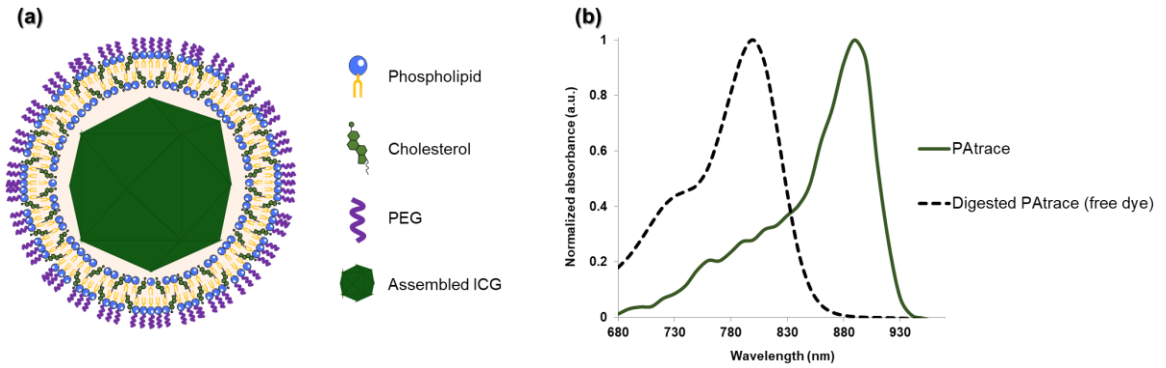 (a)
Phospholipid
Cholesterol
PEG
Assembled ICG
(b)
Normalized absorbance (a.u.)
1
0.8
0.6
0.4
0.2
0
680 730 780 830 880 930
Wavelength (nm)
PAtrace
Digested PAtrace (free dye)